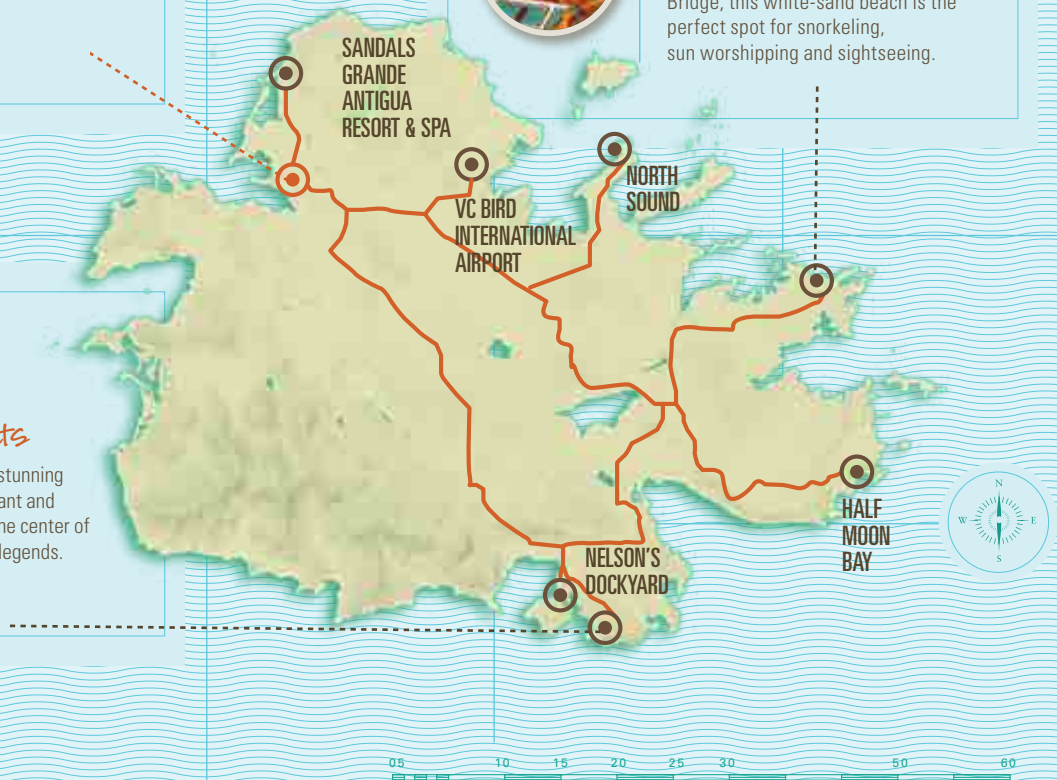 Bridge, this white-sand beach is the
perfect spot for snorkeling,
sun worshipping and sightseeing.
SANDALS
GRANDE
ANTIGUA
RESORT & SPA
NORTH
SOUND
VC BIRD
INTERNATIONAL
AIRPORT
stunning
and
center of
legends.
HALF
MOON
BAY
N
W
E
S
NELSON'S
DOCKYARD
05 10 15 20 25 30 50 60